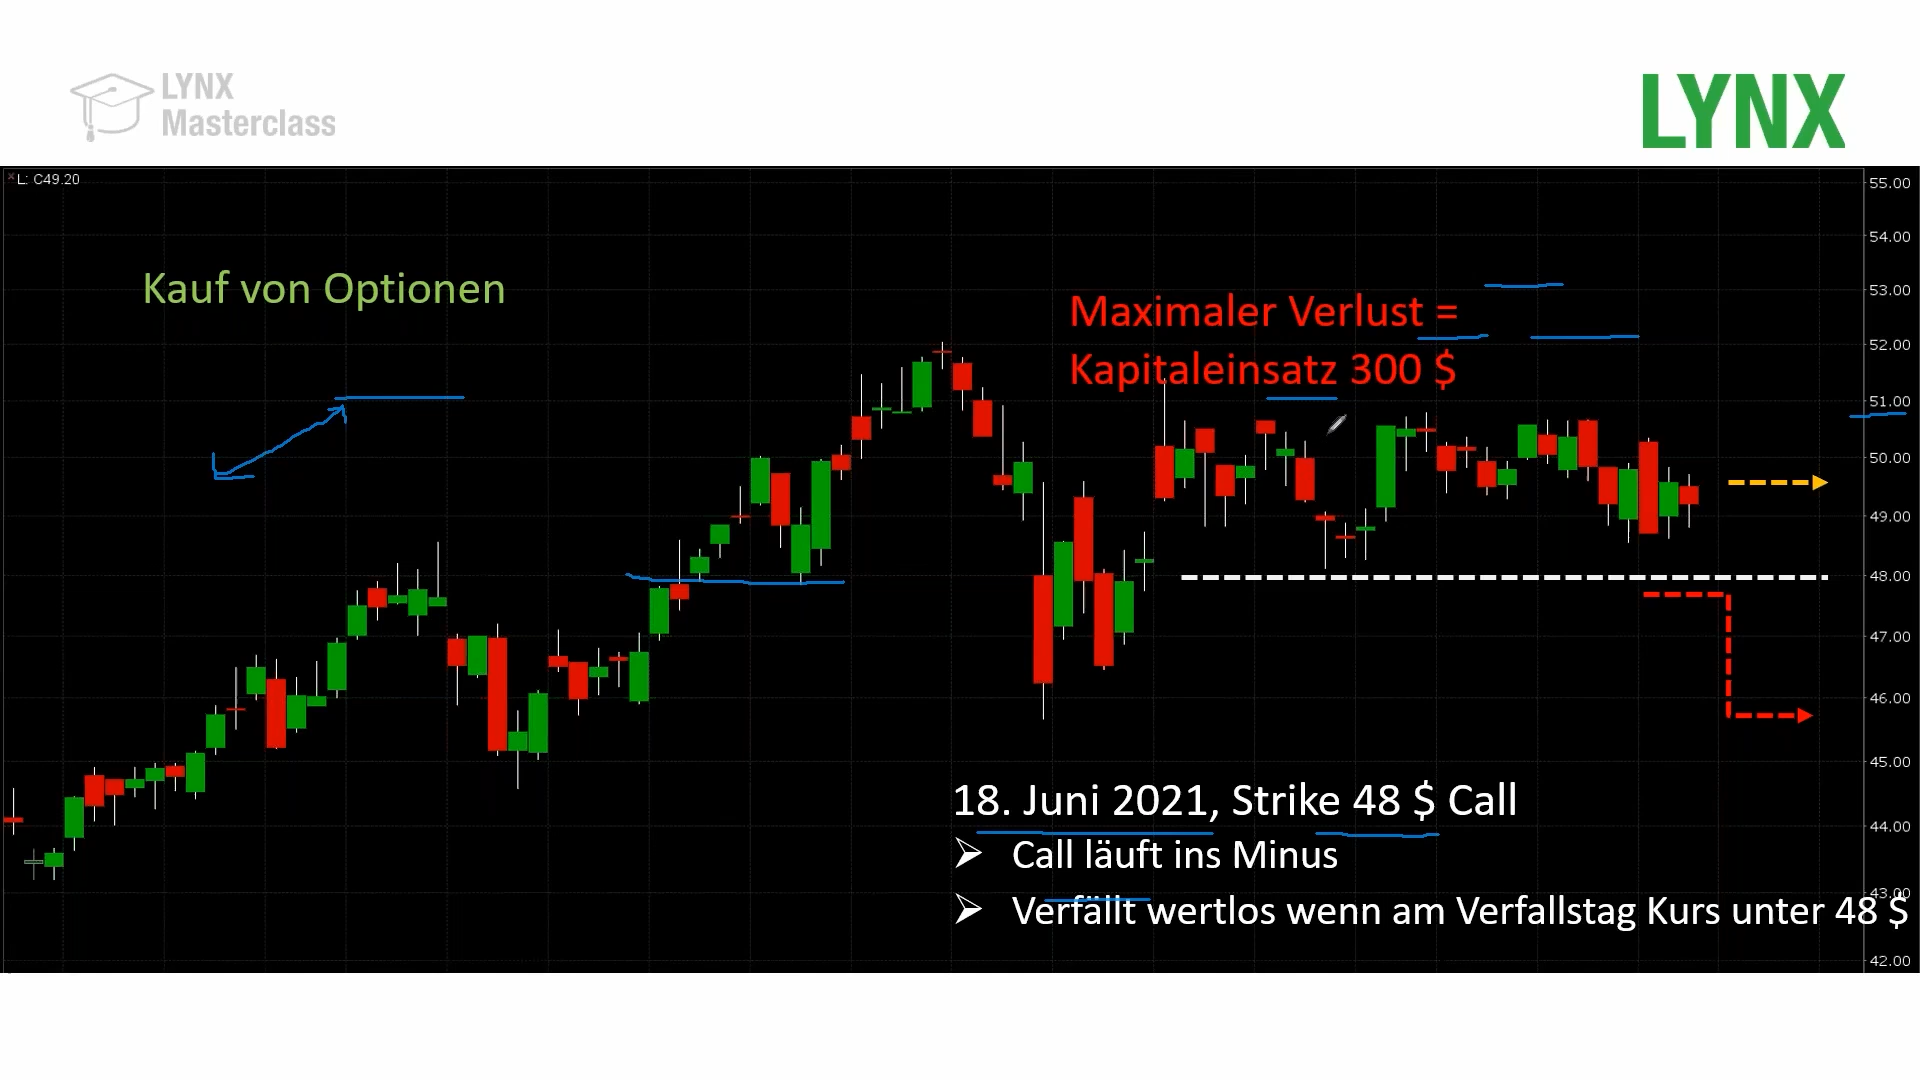 LYNX
Masterclass
LYNX
L: C49.20
Kauf von Optionen
Maximaler Verlust =
Kapitaleinsatz 300 $
55.00
54.00
53.00
52.00
51.00
50.00
49.00
48.00
47.00
46.00
45.00
44.00
43.00
42.00
18. Juni 2021, Strike 48 $ Call
➢ Call läuft ins Minus
➢ Verfällt wertlos wenn am Verfallstag Kurs unter 48 $